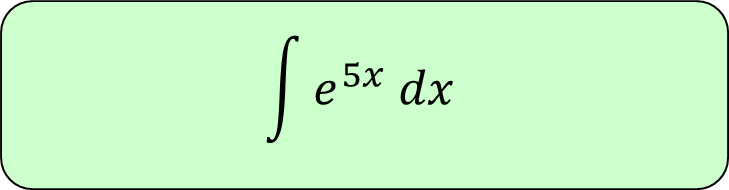 ∫ e^{5x} dx